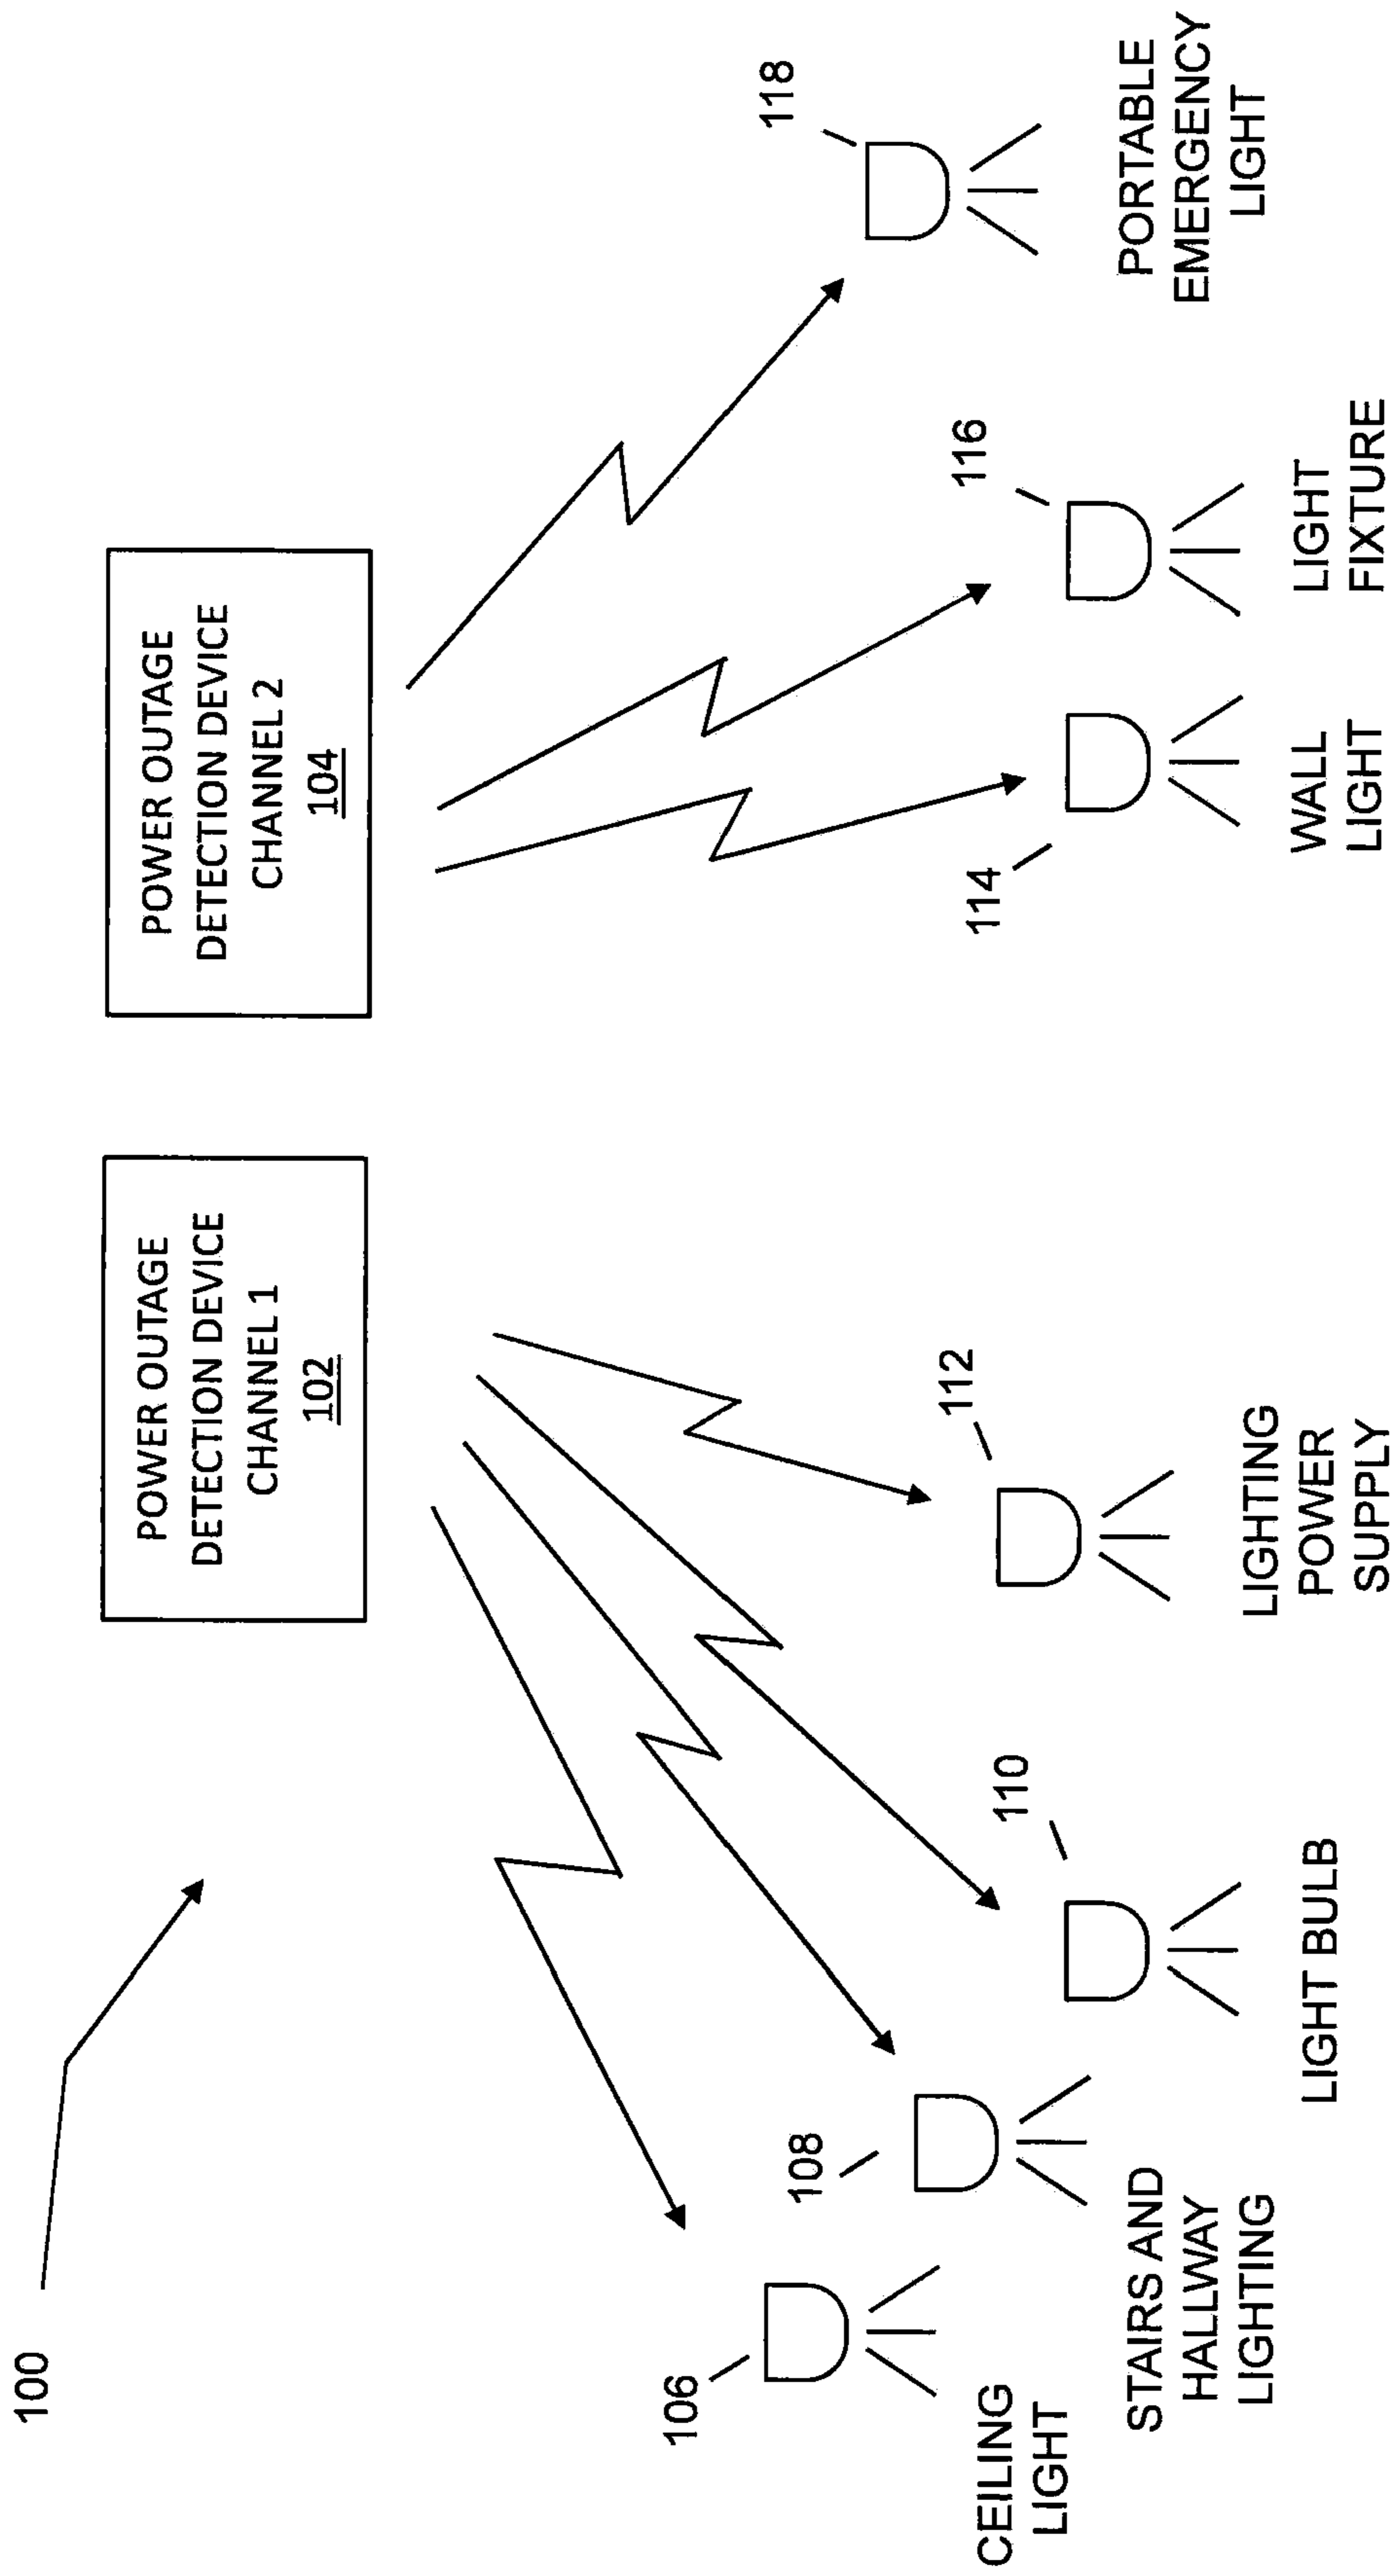 100
POWER OUTAGE
DETECTION DEVICE
CHANNEL 1
102
POWER OUTAGE
DETECTION DEVICE
CHANNEL 2
104
106
CEILING
LIGHT
108
STAIRS AND
HALLWAY
LIGHTING
110
LIGHT BULB
112
LIGHTING
POWER
SUPPLY
114
WALL
LIGHT
116
LIGHT
FIXTURE
118
PORTABLE
EMERGENCY
LIGHT